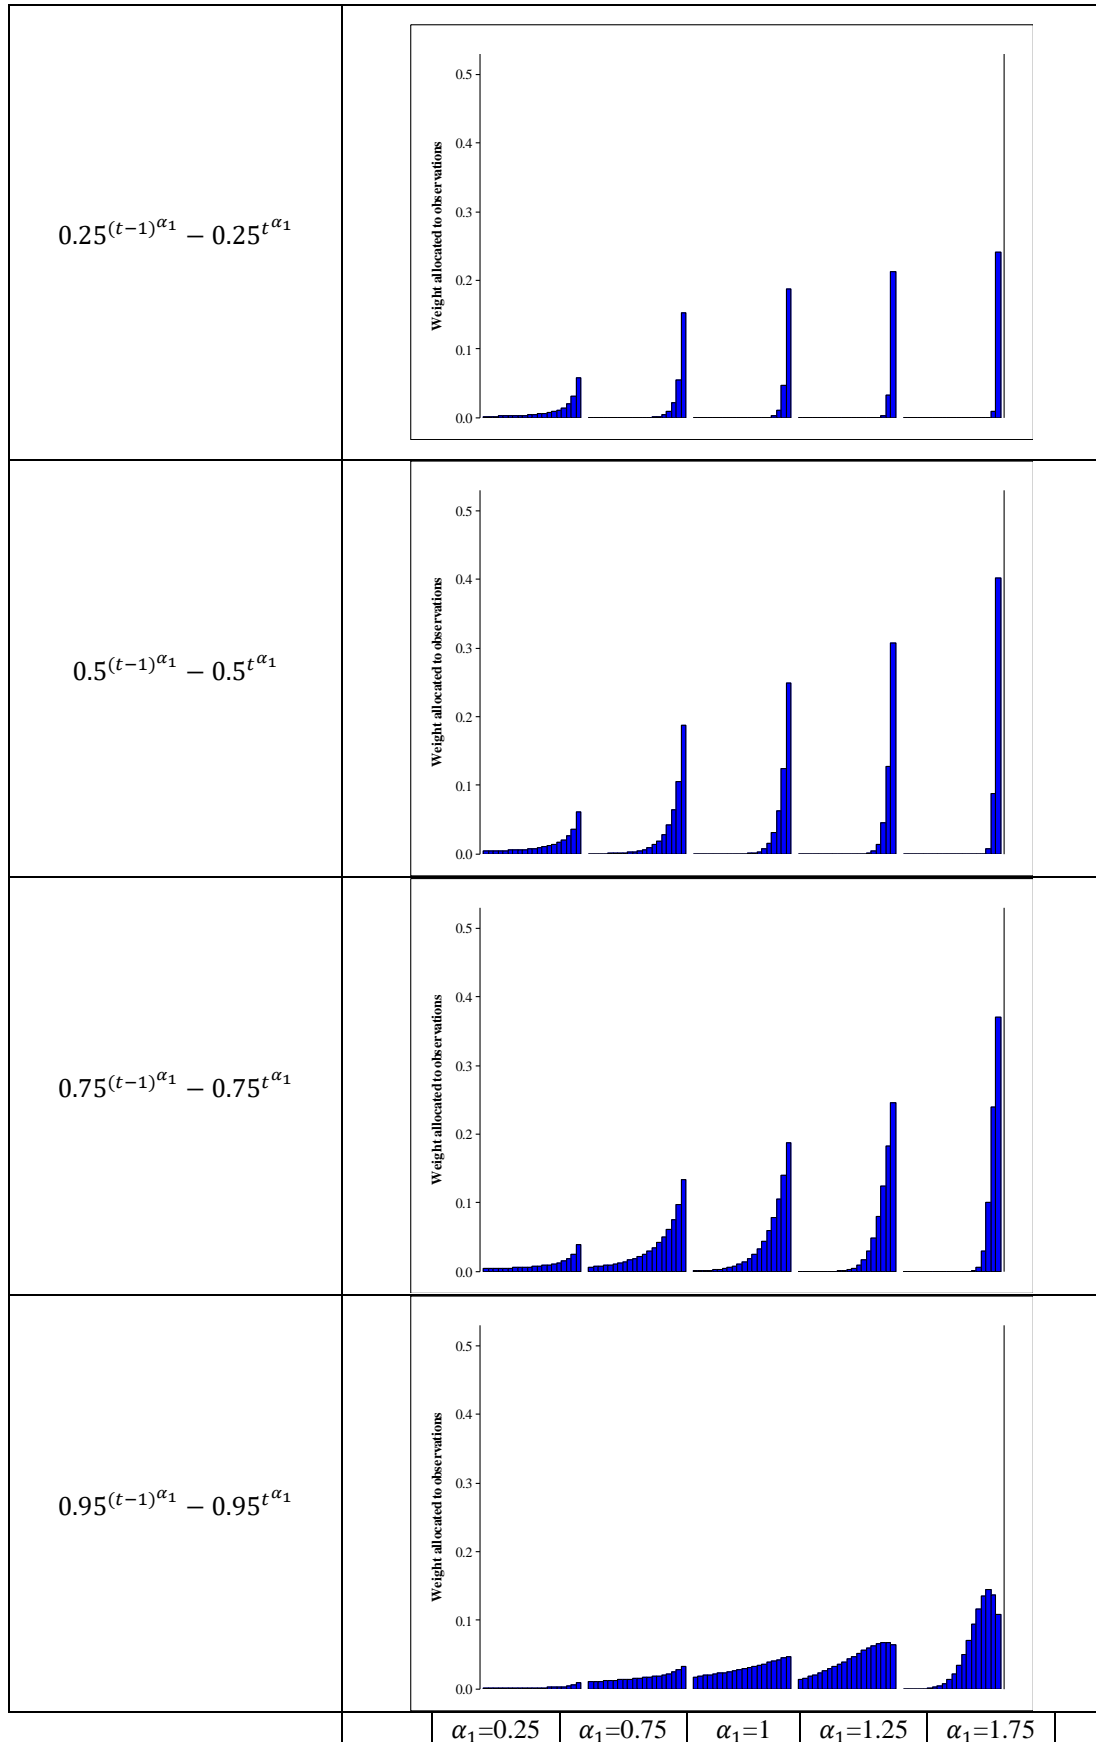 0.25^{(t−1)^{α_1}} − 0.25^{t^{α_1}}
Weight allocated to observations
0.5
0.4
0.3
0.2
0.1
0.0
0.5^{(t−1)^{α_1}} − 0.5^{t^{α_1}}
Weight allocated to observations
0.5
0.4
0.3
0.2
0.1
0.0
0.75^{(t−1)^{α_1}} − 0.75^{t^{α_1}}
Weight allocated to observations
0.5
0.4
0.3
0.2
0.1
0.0
0.95^{(t−1)^{α_1}} − 0.95^{t^{α_1}}
Weight allocated to observations
0.5
0.4
0.3
0.2
0.1
0.0
α_1=0.25 α_1=0.75 α_1=1 α_1=1.25 α_1=1.75